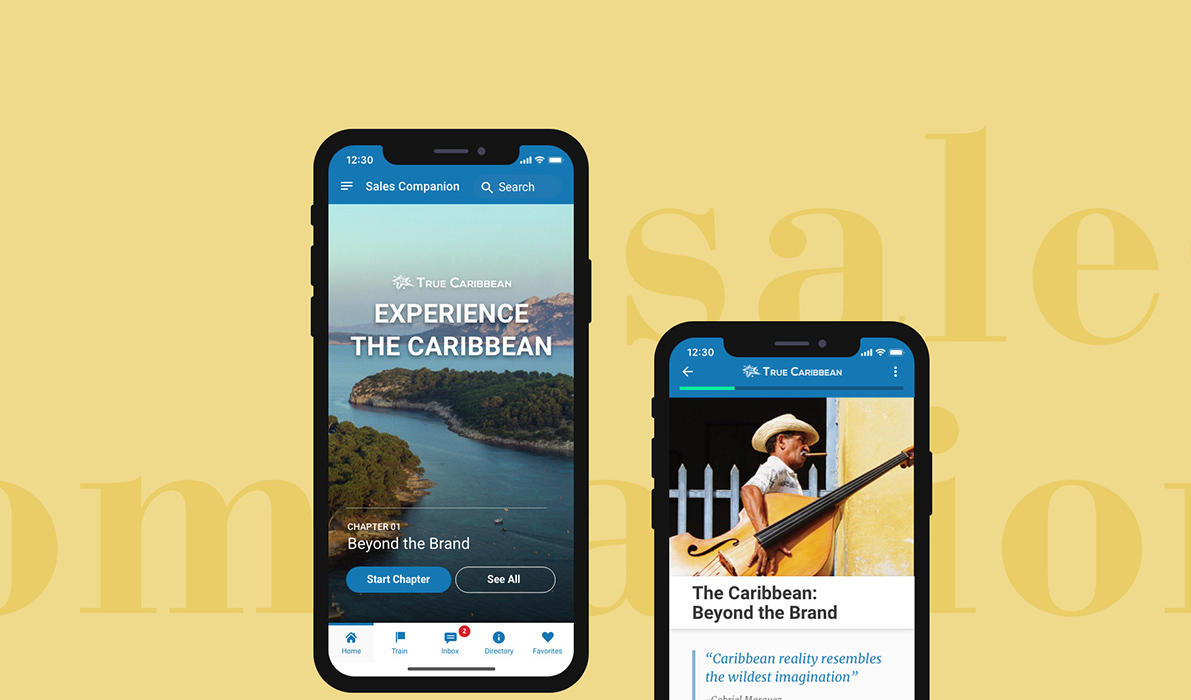 sale
om a ion
12:30
Sales Companion
Search
TRUE CARIBBEAN
EXPERIENCE
THE CARIBBEAN
CHAPTER 01
Beyond the Brand
Start Chapter
See All
2
Home
Train
Inbox
Directory
Favorites
12:30
TRUE CARIBBEAN
The Caribbean:
Beyond the Brand
“Caribbean reality resembles
the wildest imagination”
-Gabriel Marquez